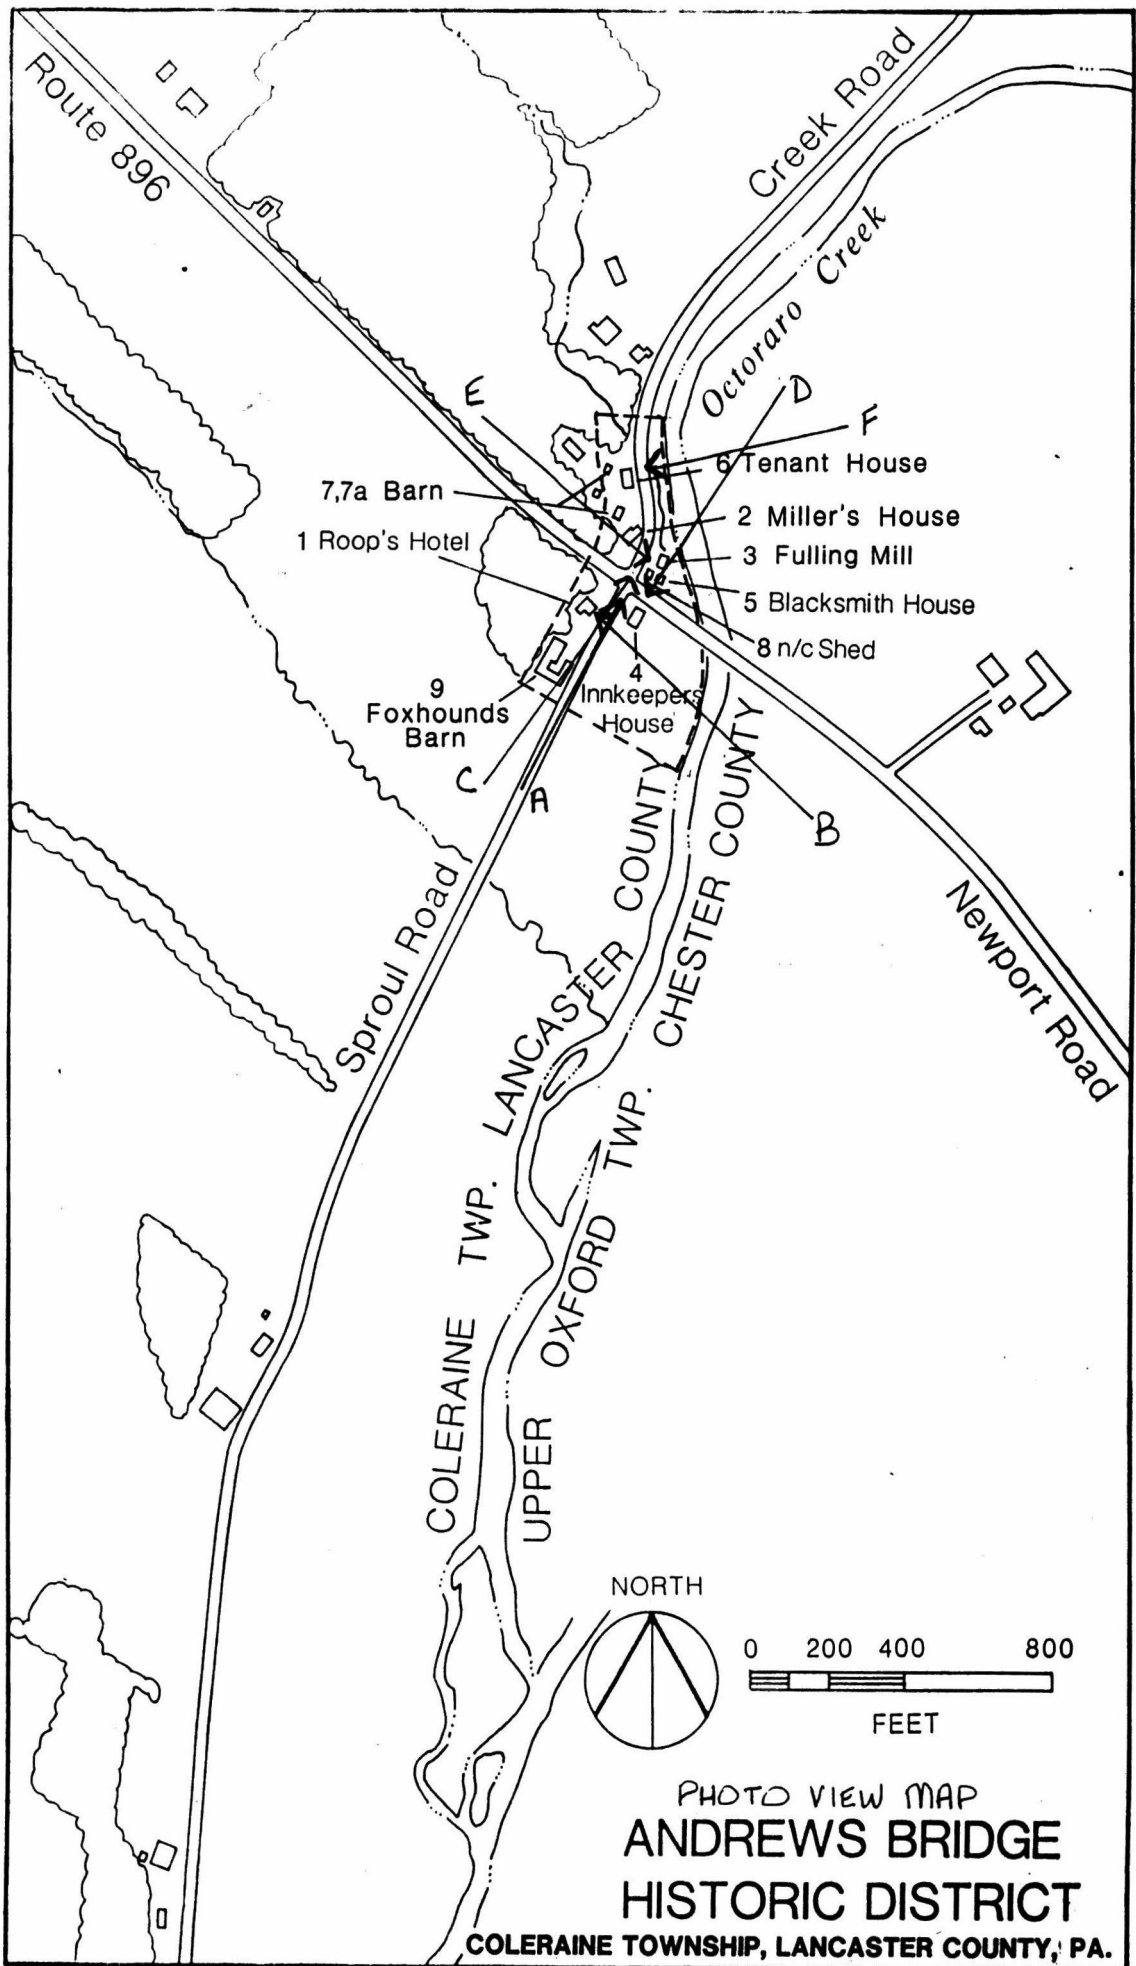 Route 896
Creek Road
Octoraro Creek
E
D
F
6 Tenant House
7,7a Barn
2 Miller's House
1 Roop's Hotel
3 Fulling Mill
5 Blacksmith House
8 n/c Shed
4
Innkeepers
House
9
Foxhounds
Barn
C
A
B
Sproul Road
Newport Road
LANCASTER COUNTY
CHESTER COUNTY
COLERAINE TWP.
UPPER OXFORD TWP.
NORTH
0 200 400 800
FEET
PHOTO VIEW MAP
ANDREWS BRIDGE
HISTORIC DISTRICT
COLERAINE TOWNSHIP, LANCASTER COUNTY, PA.